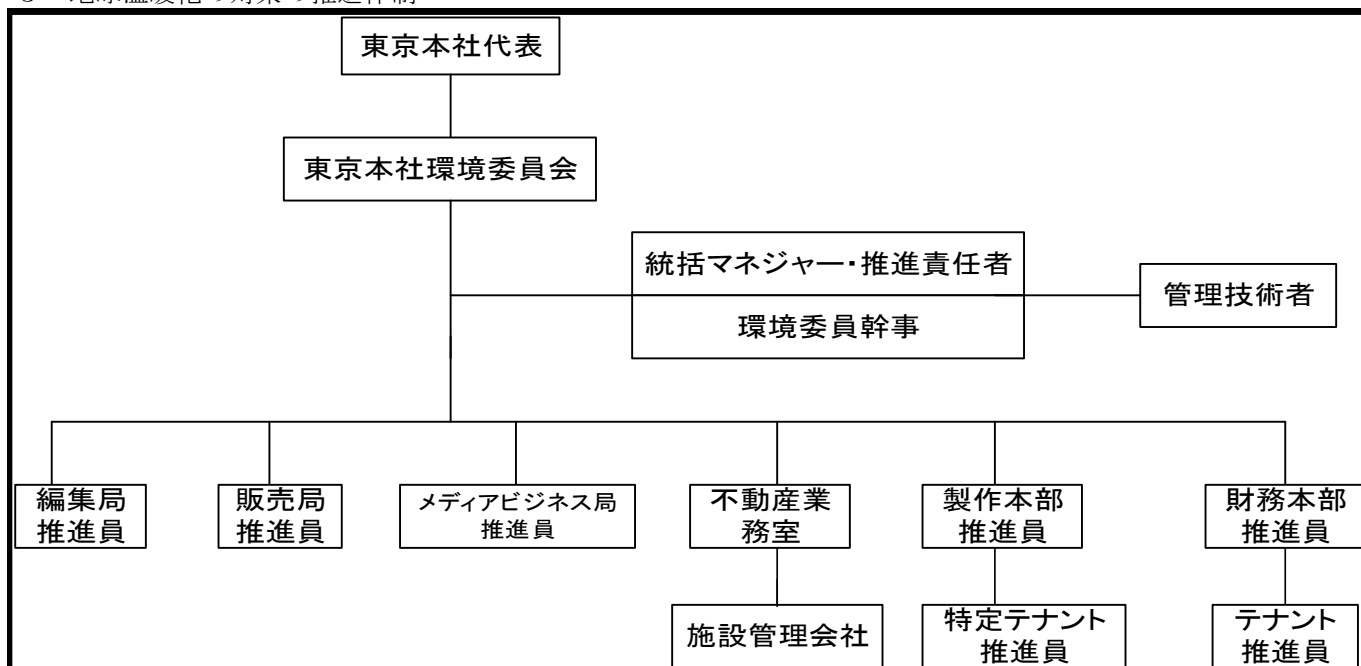 東京本社代表
東京本社環境委員会
統括マネジャー・推進責任者
環境委員幹事
管理技術者
編集局
推進員
販売局
推進員
メディアビジネス局
推進員
不動産業
務室
製作本部
推進員
財務本部
推進員
施設管理会社
特定テナント
推進員
テナント
推進員